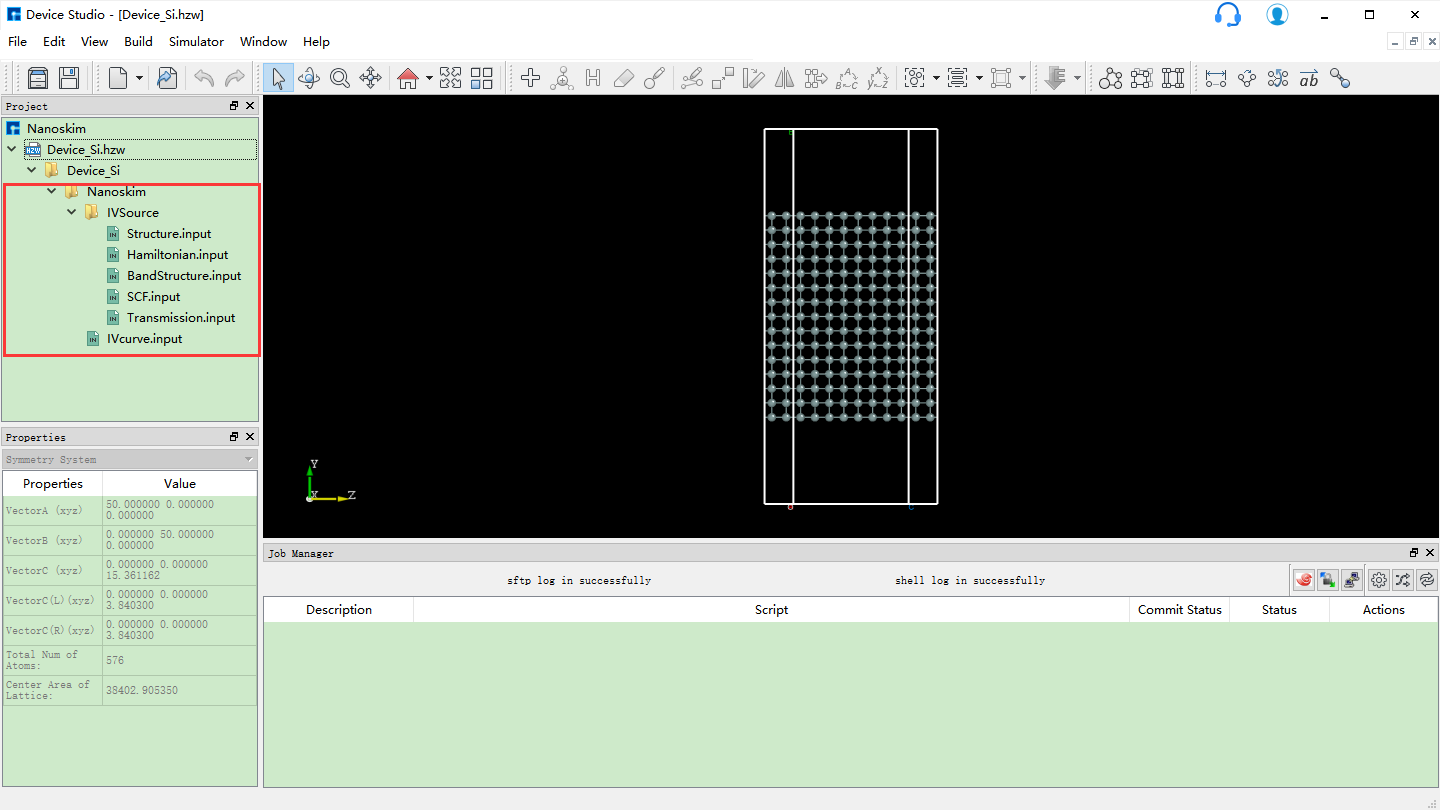 Device Studio - [Device_Si.hzw]
File Edit View Build Simulator Window Help
Project
Nanoskim
Device_Si.hzw
Device_Si
Nanoskim
IVSource
Structure.input
Hamiltonian.input
BandStructure.input
SCF.input
Transmission.input
IVcurve.input
Properties
Symmetry System
Properties Value
VectorA (xyz) 50.000000 0.000000
0.000000
VectorB (xyz) 0.000000 50.000000
0.000000
VectorC (xyz) 0.000000 0.000000
15.361162
VectorC(L)(xyz) 0.000000 0.000000
3.840300
VectorC(R)(xyz) 0.000000 0.000000
3.840300
Total Num of
Atoms: 576
Center Area of
Lattice: 38402.905350
Y
X Z
C
Job Manager
sftp log in successfully shell log in successfully
Description Script Commit Status Status Actions